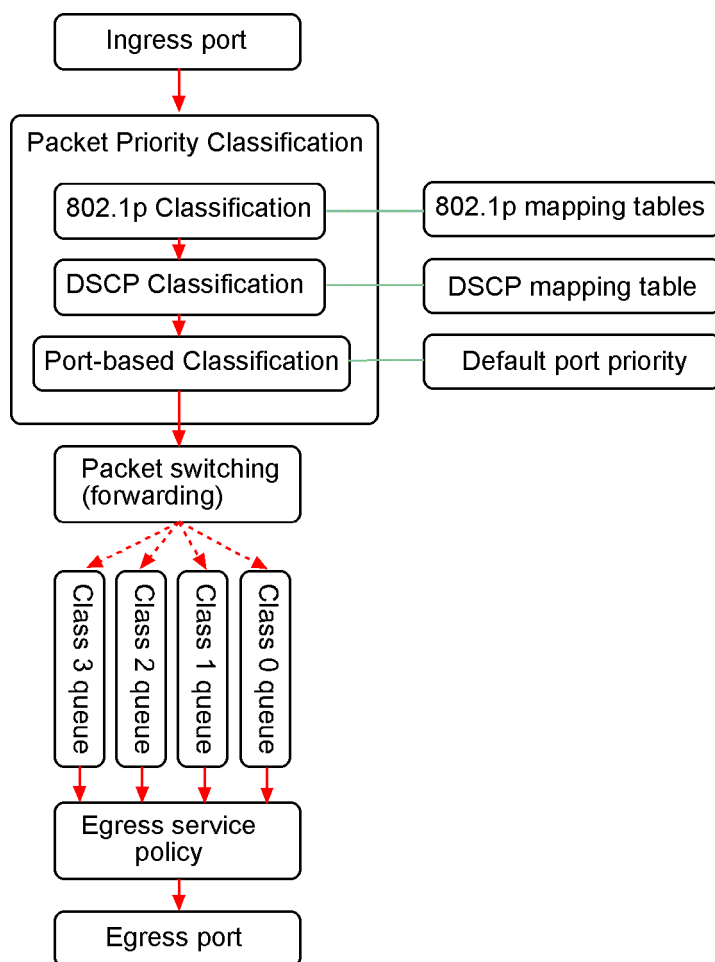 Ingress port
Packet Priority Classification
802.1p Classification
802.1p mapping tables
DSCP Classification
DSCP mapping table
Port-based Classification
Default port priority
Packet switching
(forwarding)
Class 3 queue
Class 2 queue
Class 1 queue
Class 0 queue
Egress service
policy
Egress port